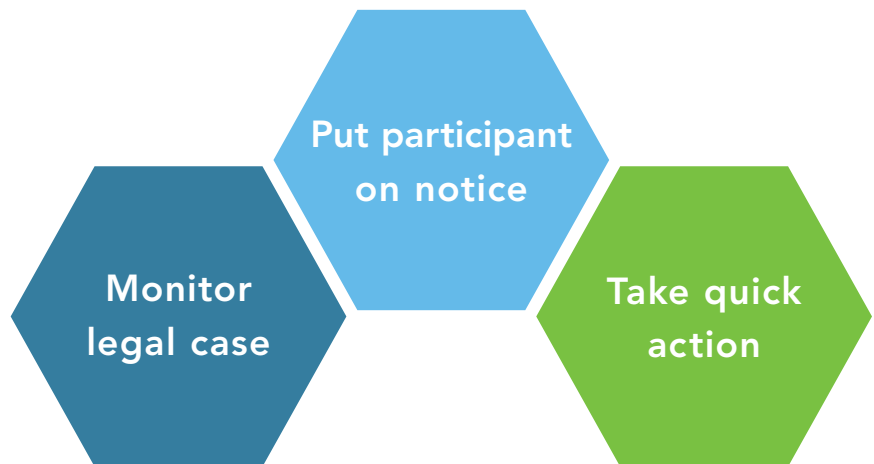 Put participant
on notice
Monitor
legal case
Take quick
action